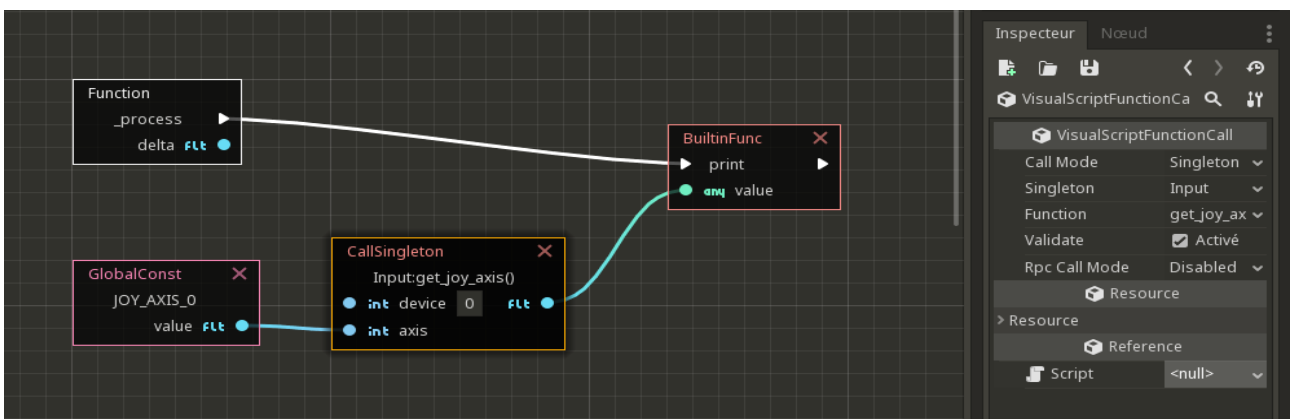 Function
_process
delta Flt
GlobalConst
JOY_AXIS_0
value Flt
CallSingleton
Input:get_joy_axis()
int device 0 Flt
int axis
BuiltinFunc
print
any value
Inspecteur Nœud
VisualScriptFunctionCa
VisualScriptFunctionCall
Call Mode Singleton
Singleton Input
Function get_joy_ax
Validate Activé
Rpc Call Mode Disabled
Resource
> Resource
Reference
Script <null>